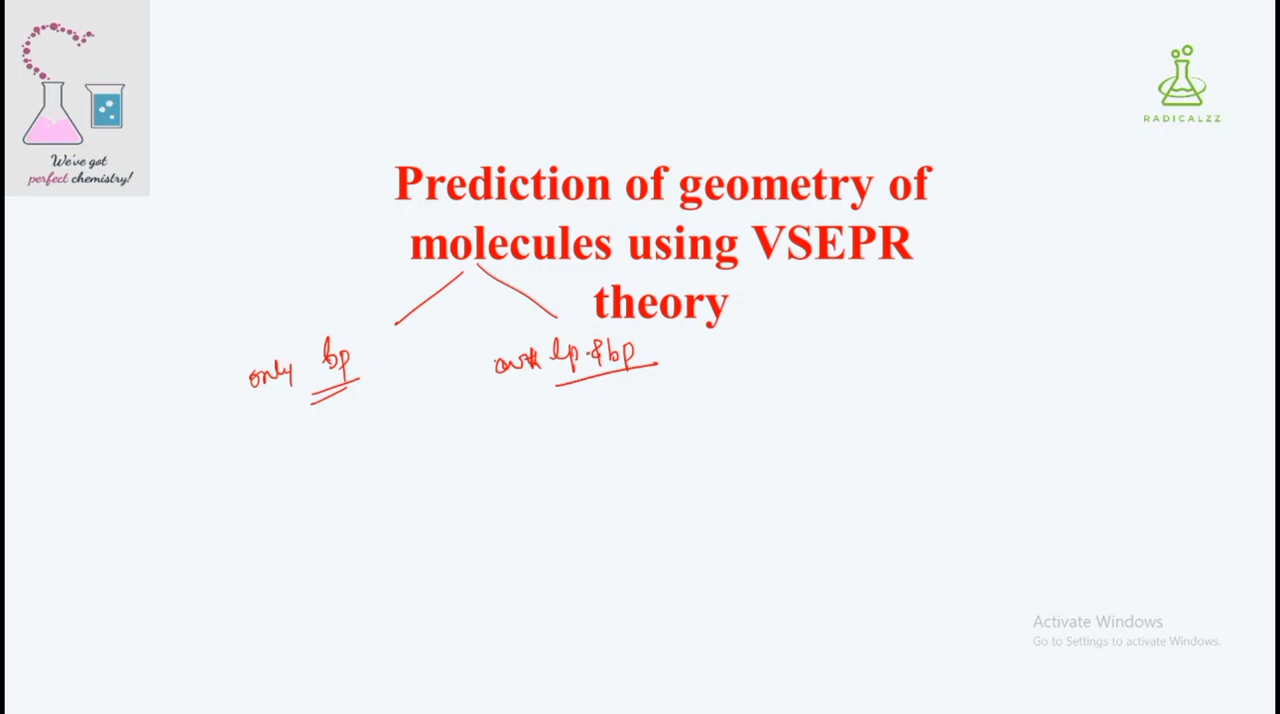 We've got
perfect chemistry!
RADICALZZ
Prediction of geometry of
molecules using VSEPR
theory
only bp
lp & bp
Activate Windows
Go to Settings to activate Windows.